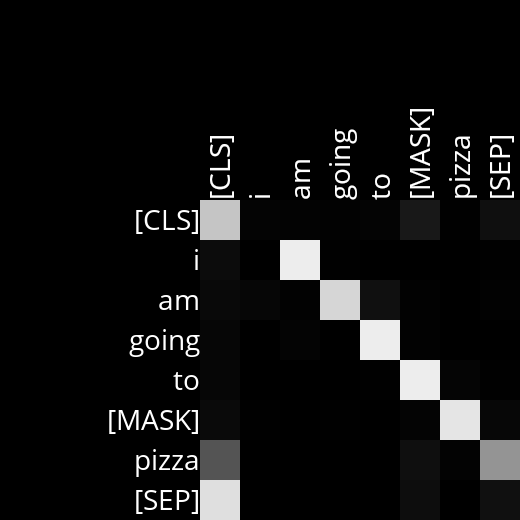 [CLS] i am going to [MASK] pizza [SEP]
[CLS]
i
am
going
to
[MASK]
pizza
[SEP]